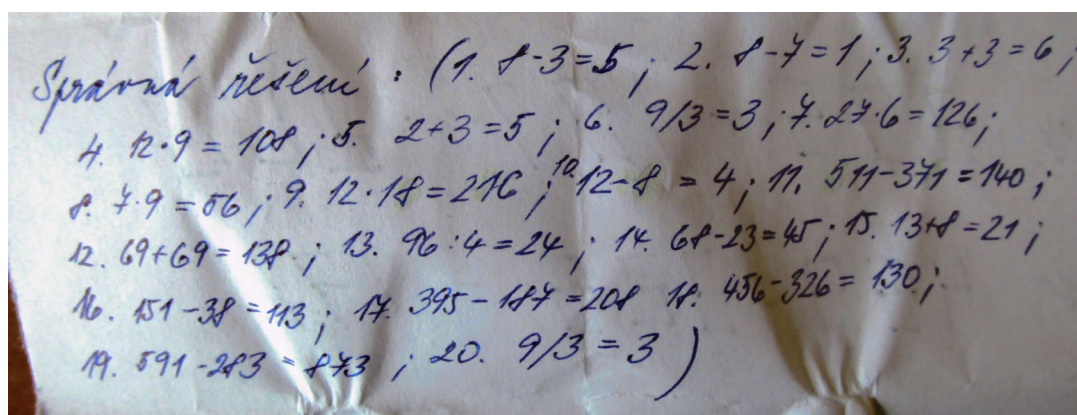 Správná řešení : (1. 8-3=5 ; 2. 8-7=1 ; 3. 3+3=6 ;
4. 12·9 = 108 ; 5. 2+3=5 ; 6. 9/3=3 ; 7. 27·6=126 ;
8. 7·9=56 ; 9. 12·18=216 ; 10. 12-8 = 4 ; 11. 511-371=140 ;
12. 69+69=138 ; 13. 96:4=24 ; 14. 68-23=45 ; 15. 13+8=21 ;
16. 151-38=113 ; 17. 395-187=208 18. 456-326=130 ;
19. 591-283=873 ; 20. 9/3=3 )